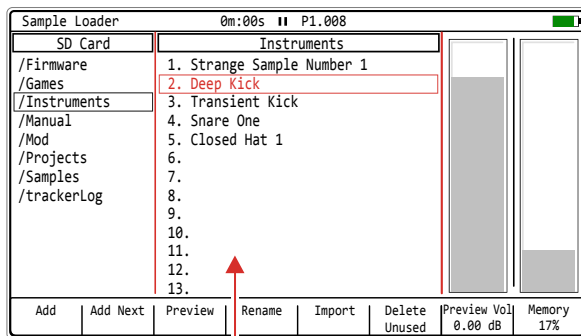 Sample Loader 0m:00s II P1.008
SD Card
/Firmware
/Games
/Instruments
/Manual
/Mod
/Projects
/Samples
/trackerLog
Instruments
1. Strange Sample Number 1
2. Deep Kick
3. Transient Kick
4. Snare One
5. Closed Hat 1
6.
7.
8.
9.
10.
11.
12.
13.
Add
Add Next
Preview
Rename
Import
Delete
Unused
Preview Vol
0.00 dB
Memory
17%